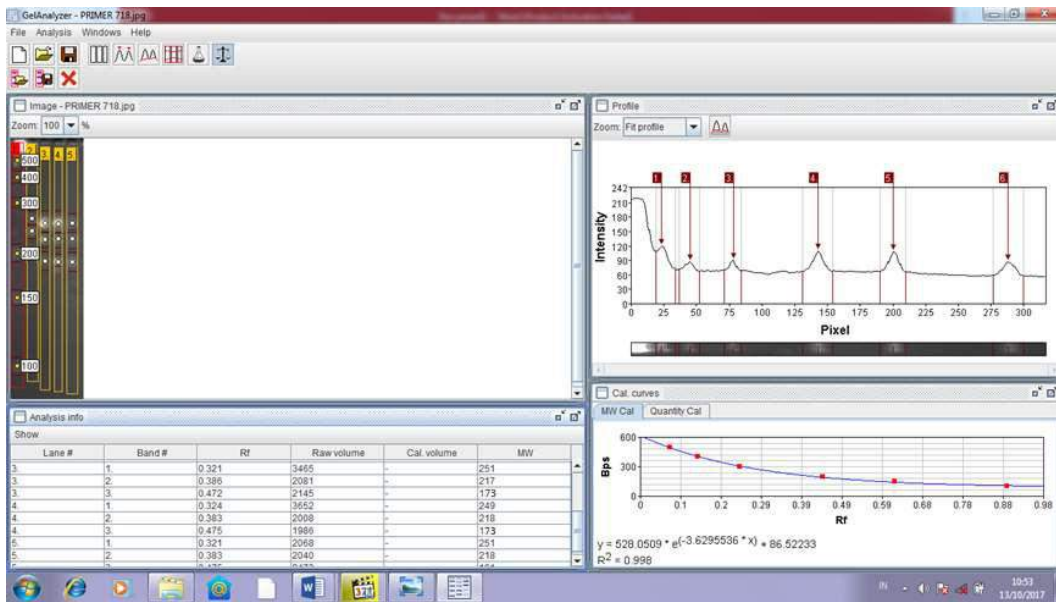 GelAnalyzer - PRIMER 718.jpg
File Analysis Windows Help
Image - PRIMER 718.jpg
Zoom: 100 %
2. 3. 4. 5.
500
400
300
200
150
100
Profile
Zoom: Fit profile
1. 2. 3. 4. 5. 6.
242
210
180
150
120
90
60
30
0
Intensity
0 25 50 75 100 125 150 175 200 225 250 275 300
Pixel
Analysis info
Show
Lane # Band # Rf Raw volume Cal. volume MW
3. 1. 0.321 3465 - 251
3. 2. 0.386 2081 - 217
3. 3. 0.472 2145 - 173
4. 1. 0.324 3652 - 249
4. 2. 0.383 2008 - 218
4. 3. 0.475 1986 - 173
5. 1. 0.321 2068 - 251
5. 2. 0.383 2040 - 218
Cal. curves
MW Cal Quantity Cal
600
300
0
Bps
0 0.1 0.2 0.29 0.39 0.49 0.59 0.68 0.78 0.88 0.98
Rf
y = 528.0509 * e(-3.6295536 * x) + 86.52233
R2 = 0.998
321
IN
10:53
13/10/2017